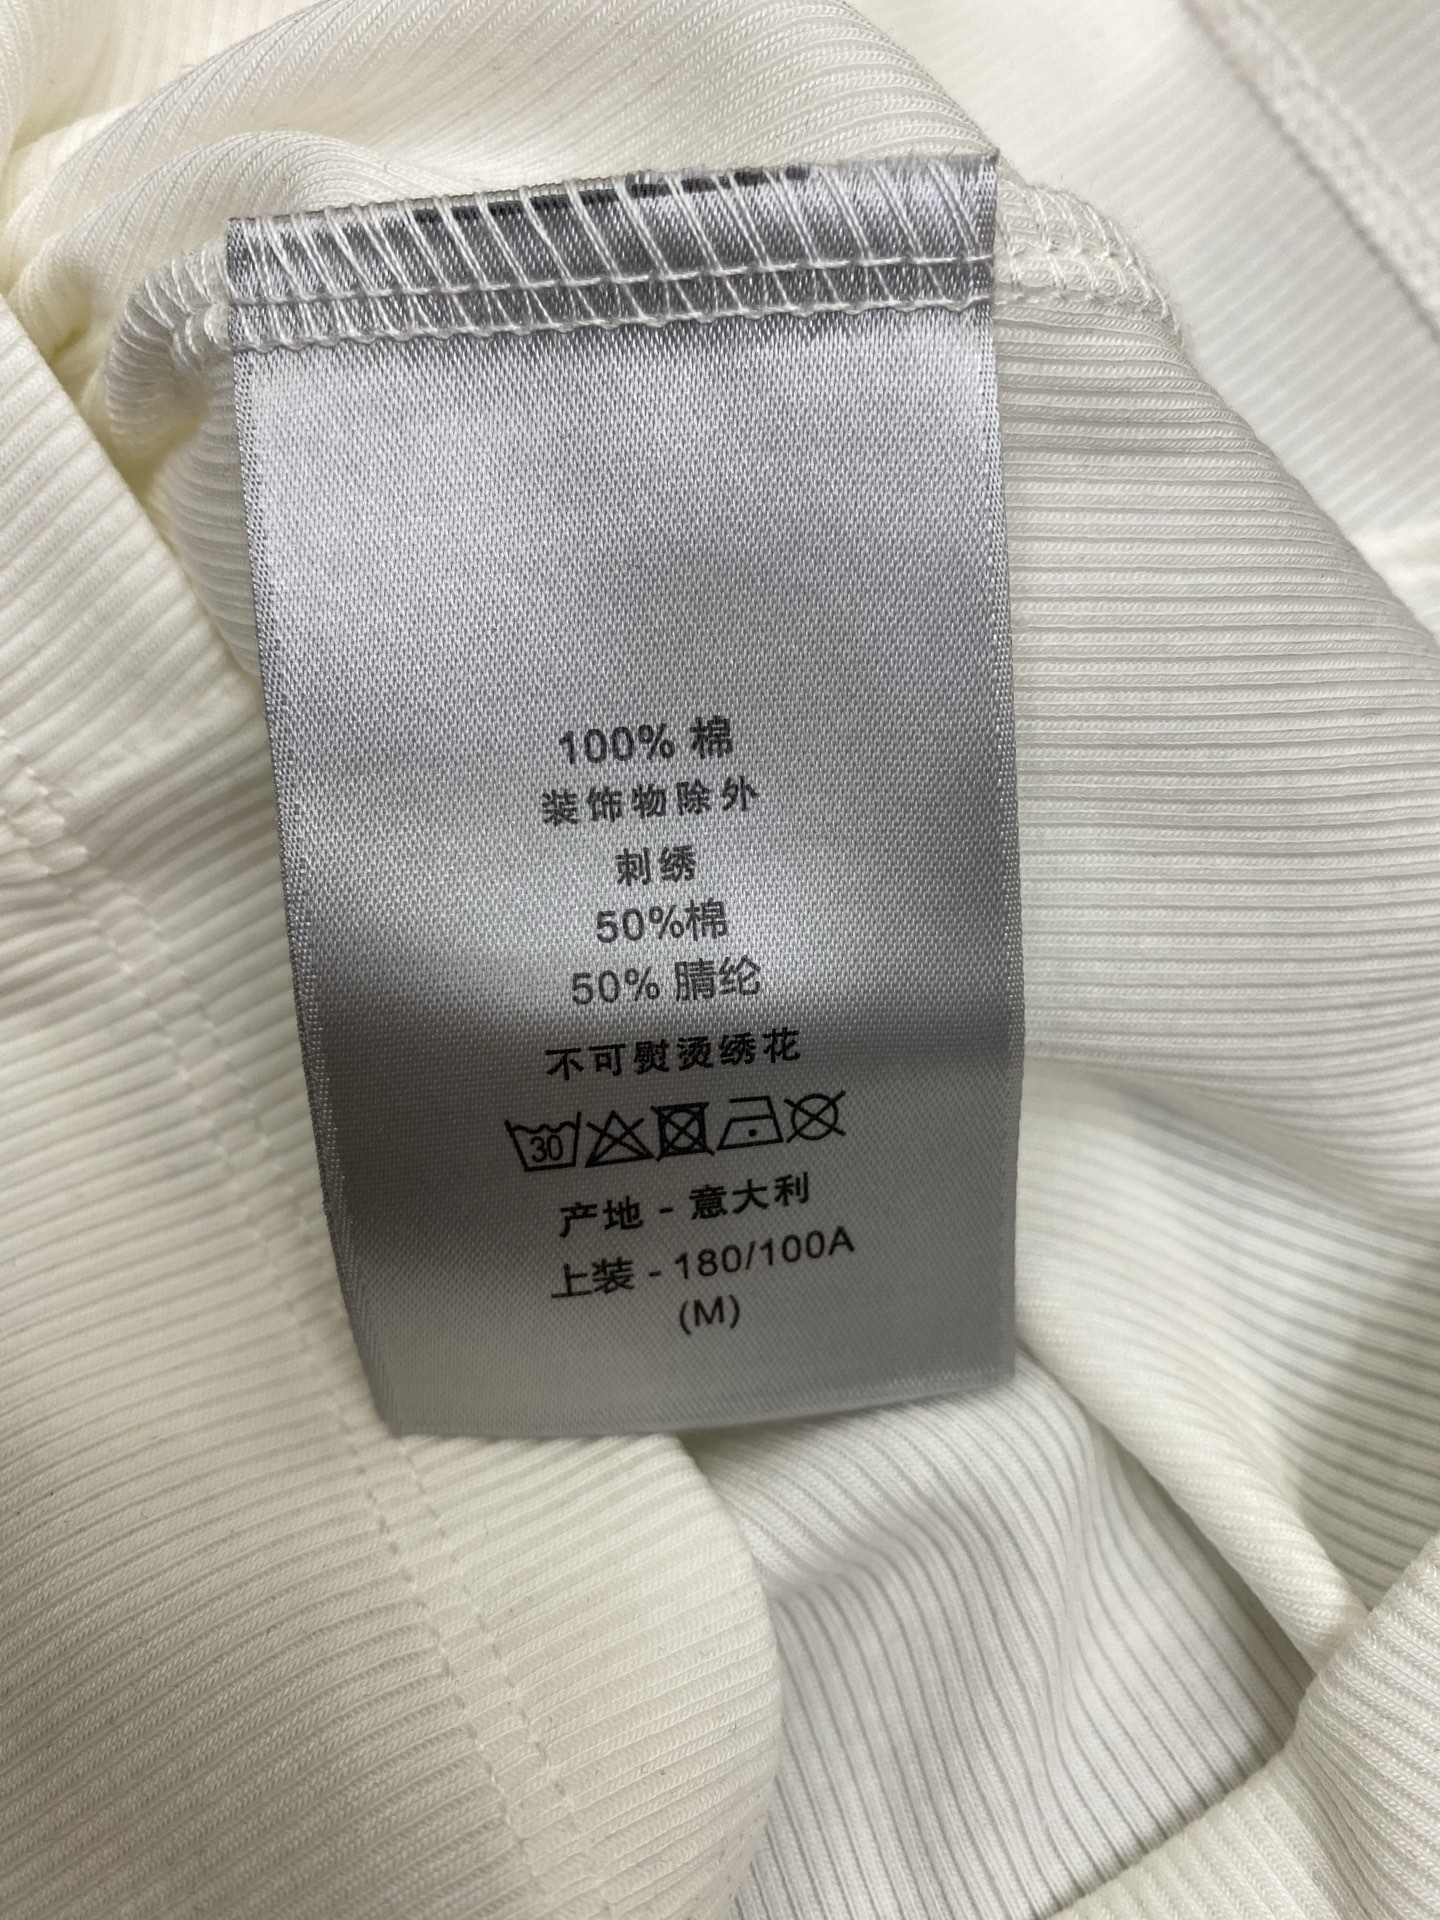 100% 棉
装饰物除外
刺绣
50%棉
50% 腈纶
不可熨烫绣花
30
产地 - 意大利
上装 - 180/100A
(M)